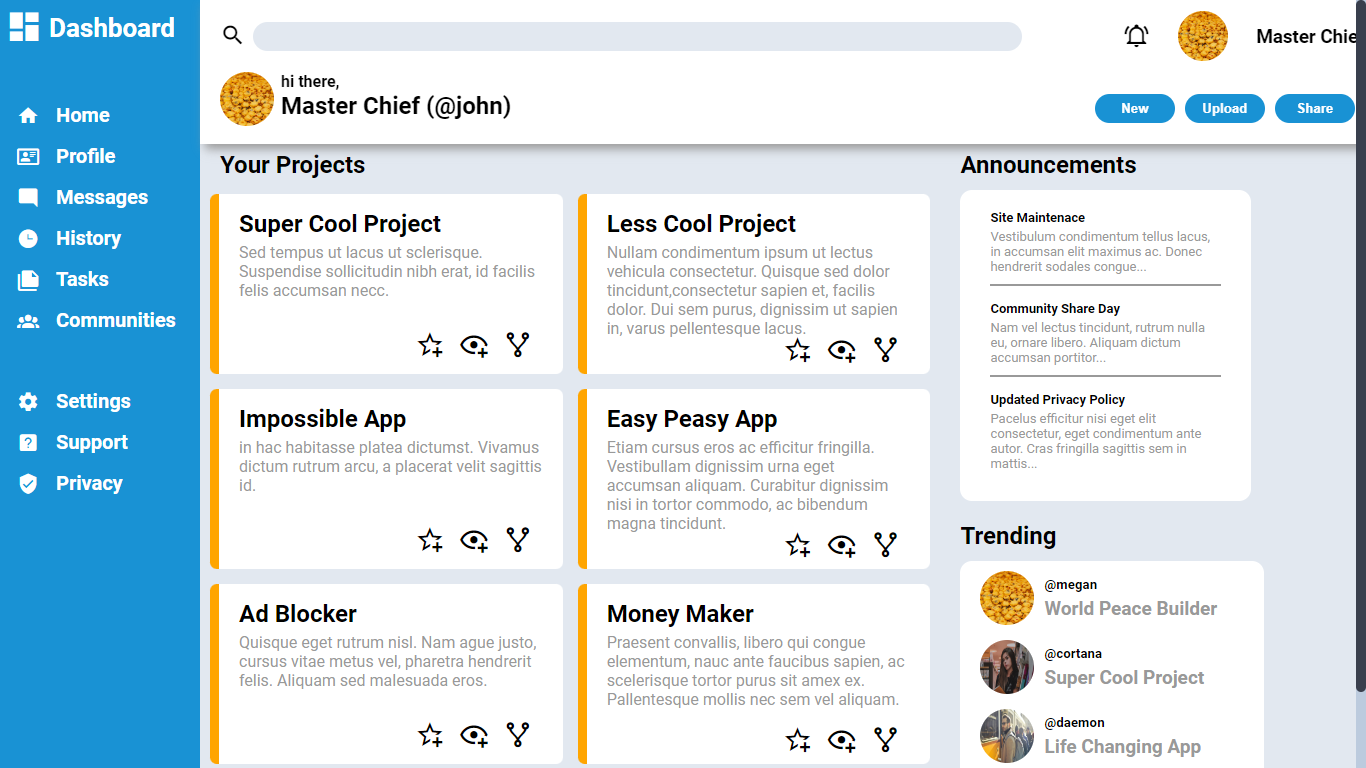 Dashboard
Home
Profile
Messages
History
Tasks
Communities
Settings
Support
Privacy
Master Chie
hi there,
Master Chief (@john)
New
Upload
Share
Your Projects
Super Cool Project
Sed tempus ut lacus ut sclerisque.
Suspendise sollicitudin nibh erat, id facilis
felis accumsan necc.
Less Cool Project
Nullam condimentum ipsum ut lectus
vehicula consectetur. Quisque sed dolor
tincidunt,consectetur sapien et, facilis
dolor. Dui sem purus, dignissim ut sapien
in, varus pellentesque lacus.
Impossible App
in hac habitasse platea dictumst. Vivamus
dictum rutrum arcu, a placerat velit sagittis
id.
Easy Peasy App
Etiam cursus eros ac efficitur fringilla.
Vestibullam dignissim urna eget
accumsan aliquam. Curabitur dignissim
nisi in tortor commodo, ac bibendum
magna tincidunt.
Ad Blocker
Quisque eget rutrum nisl. Nam ague justo,
cursus vitae metus vel, pharetra hendrerit
felis. Aliquam sed malesuada eros.
Money Maker
Praesent convallis, libero qui congue
elementum, nauc ante faucibus sapien, ac
scelerisque tortor purus sit amex ex.
Pallentesque mollis nec sem vel aliquam.
Announcements
Site Maintenace
Vestibulum condimentum tellus lacus,
in accumsan elit maximus ac. Donec
hendrerit sodales congue...
Community Share Day
Nam vel lectus tincidunt, rutrum nulla
eu, ornare libero. Aliquam dictum
accumsan portitor...
Updated Privacy Policy
Pacelus efficitur nisi eget elit
consectetur, eget condimentum ante
autor. Cras fringilla sagittis sem in
mattis...
Trending
@megan
World Peace Builder
@cortana
Super Cool Project
@daemon
Life Changing App